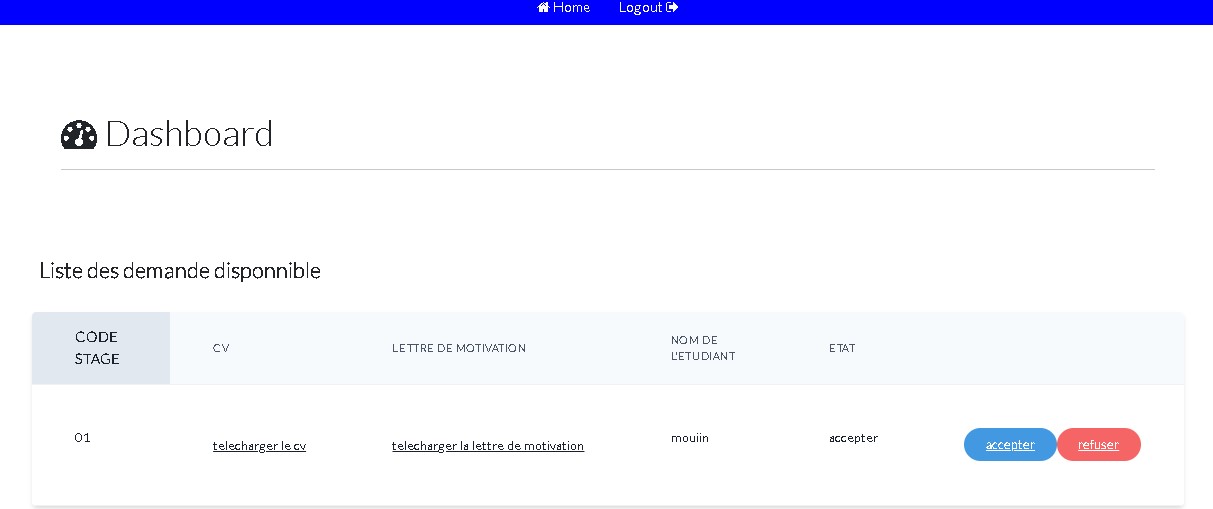 Home Logout
Dashboard
Liste des demande disponnible
CODE STAGE CV LETTRE DE MOTIVATION NOM DE L'ETUDIANT ETAT
01 telecharger le cv telecharger la lettre de motivation mouiin accepter accepter refuser